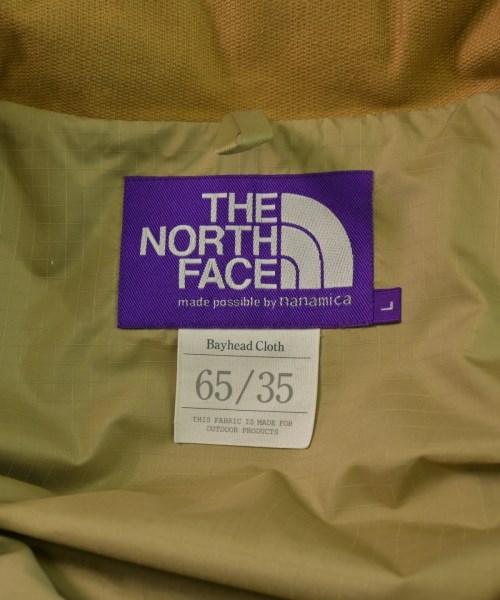 THE
NORTH
FACE
made possible by nanamica
L
Bayhead Cloth
65/35
THIS FABRIC IS MADE FOR
OUTDOOR PRODUCTS